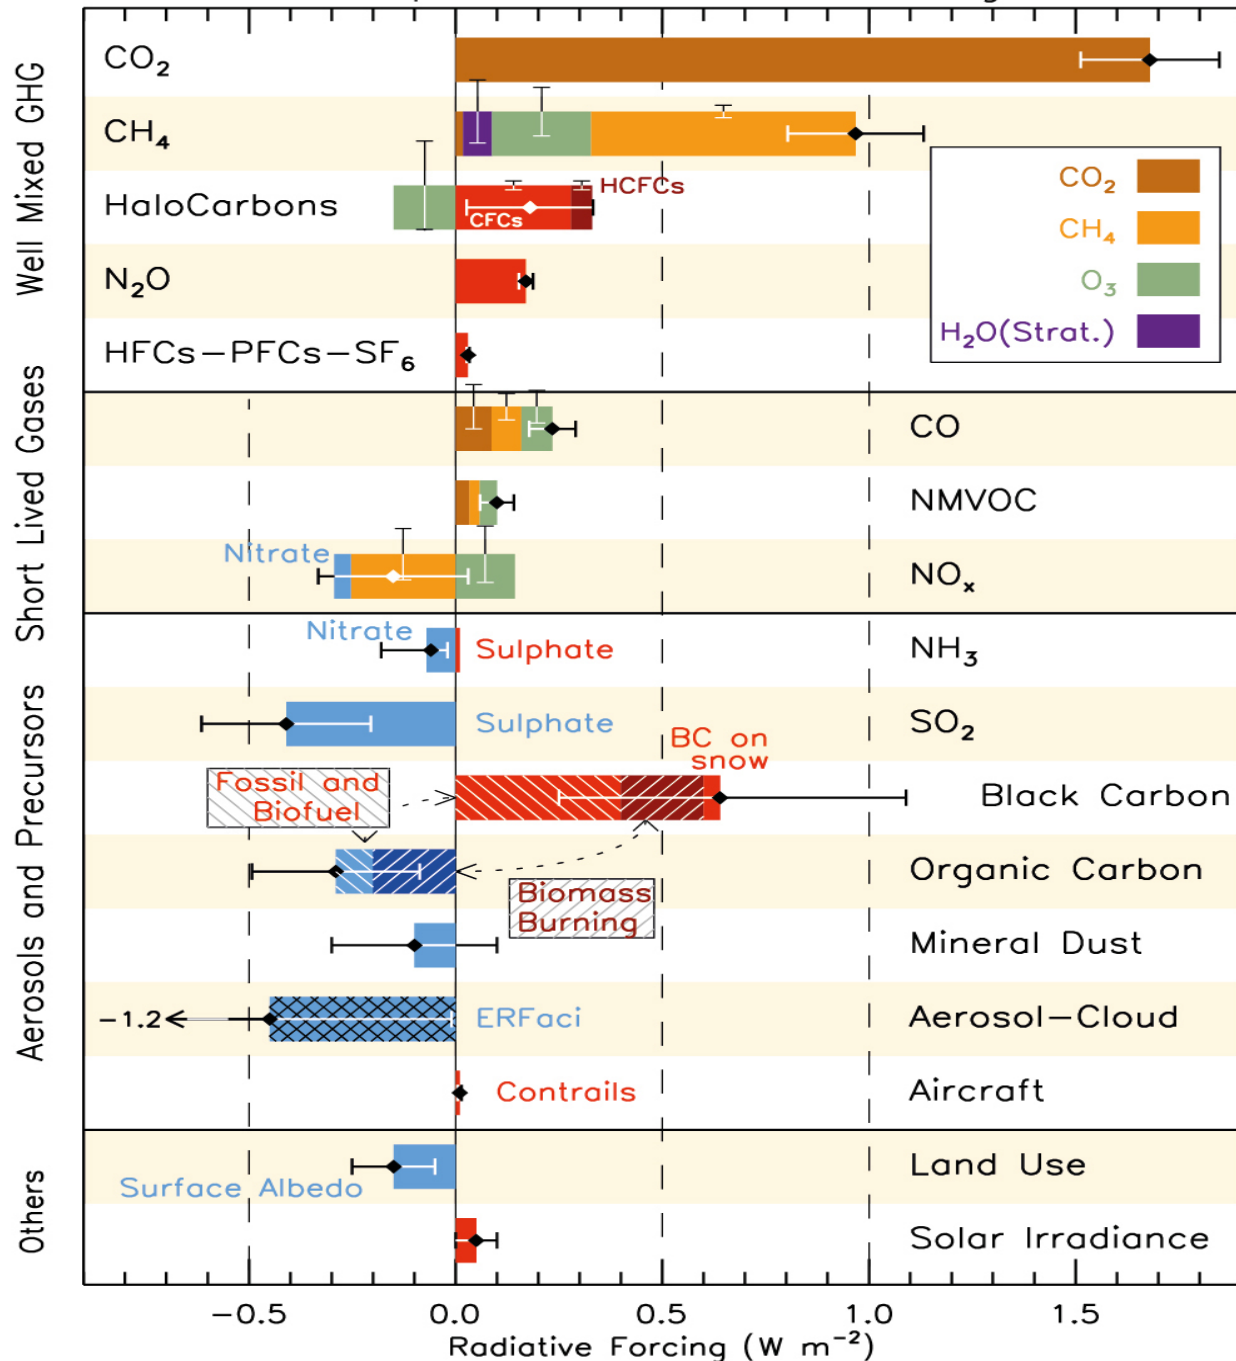 Well Mixed GHG
CO₂
CH₄
HaloCarbons
HCFCs
CFCs
N₂O
HFCs–PFCs–SF₆
CO₂
CH₄
O₃
H₂O(Strat.)
Short Lived Gases
CO
NMVOC
Nitrate
NOₓ
Aerosols and Precursors
Nitrate
Sulphate
NH₃
Sulphate
SO₂
BC on
snow
Fossil and
Biofuel
Black Carbon
Organic Carbon
Biomass
Burning
Mineral Dust
−1.2
ERFaci
Aerosol–Cloud
Contrails
Aircraft
Others
Land Use
Surface Albedo
Solar Irradiance
−0.5 0.0 0.5 1.0 1.5
Radiative Forcing (W m⁻²)